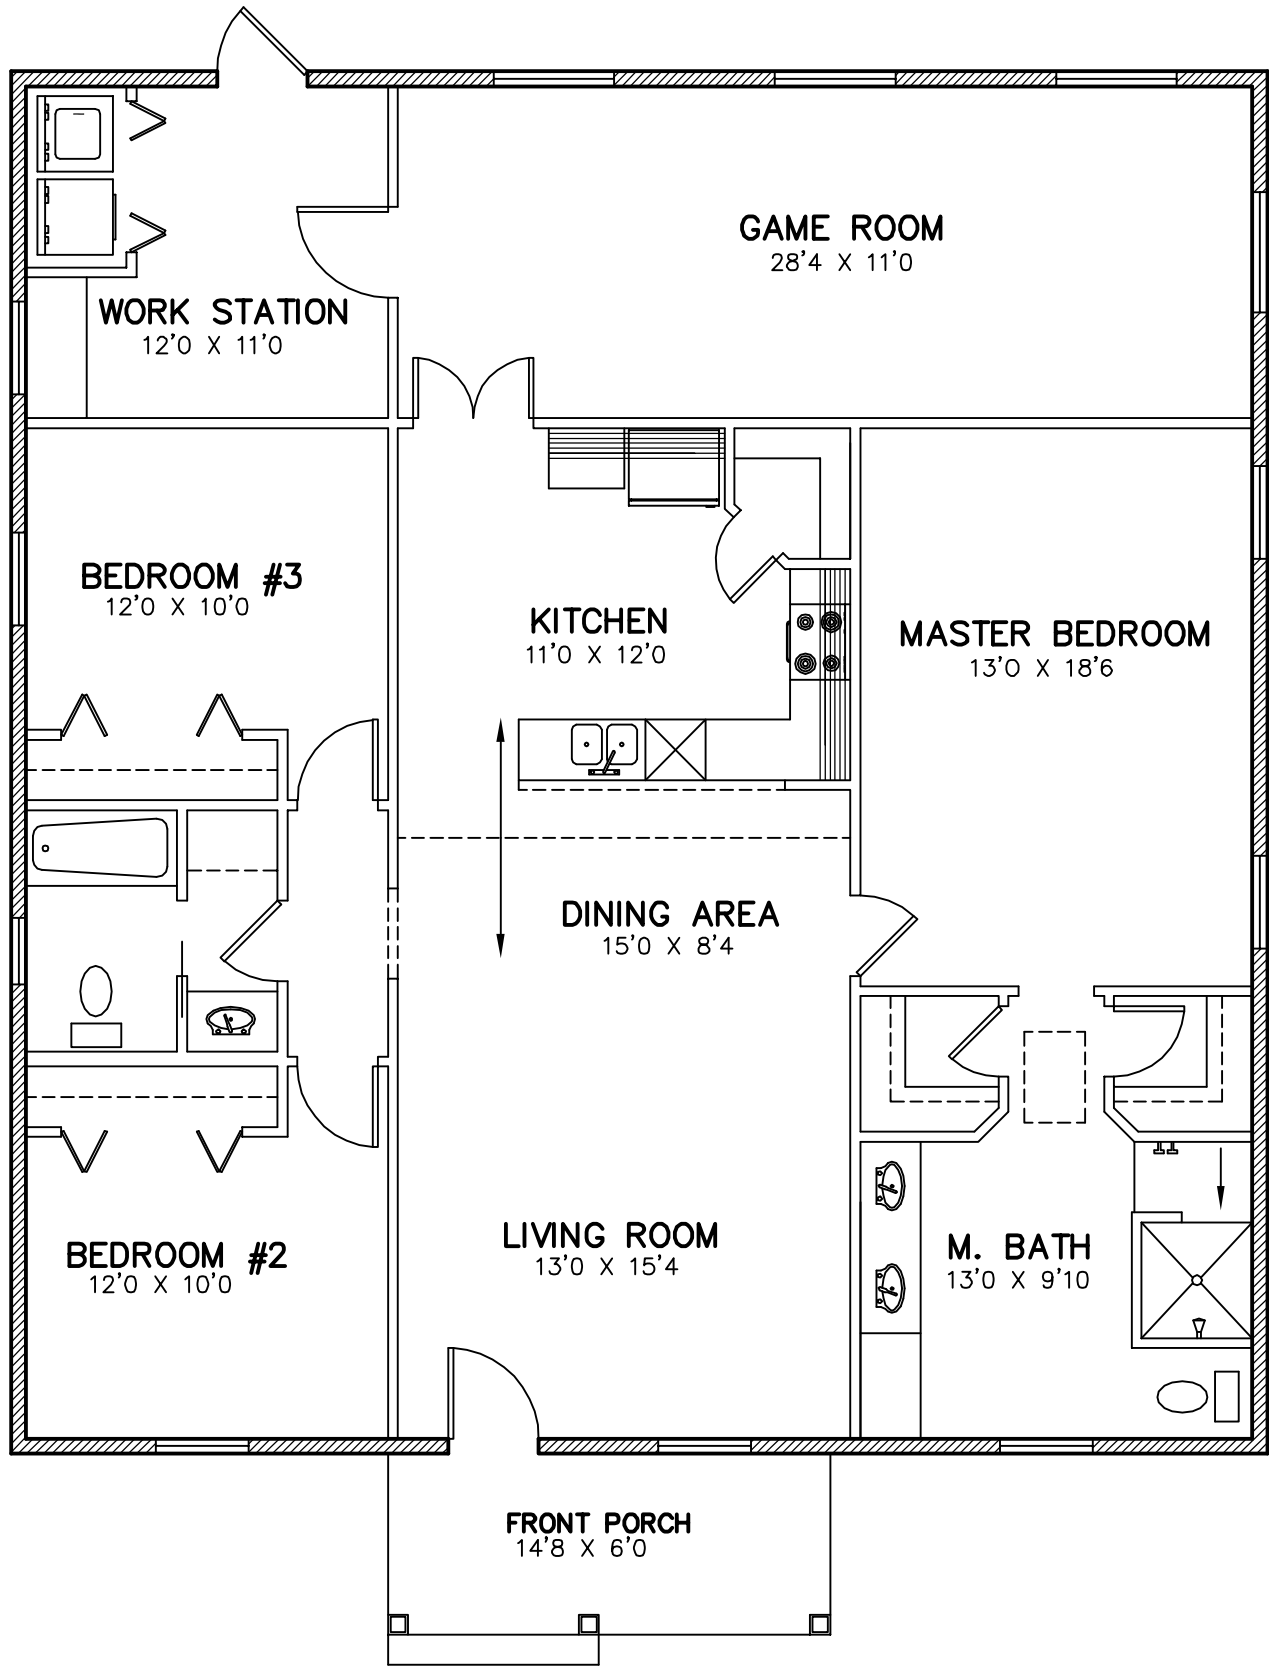 GAME ROOM
28'4 X 11'0
WORK STATION
12'0 X 11'0
BEDROOM #3
12'0 X 10'0
KITCHEN
11'0 X 12'0
MASTER BEDROOM
13'0 X 18'6
DINING AREA
15'0 X 8'4
BEDROOM #2
12'0 X 10'0
LIVING ROOM
13'0 X 15'4
M. BATH
13'0 X 9'10
FRONT PORCH
14'8 X 6'0